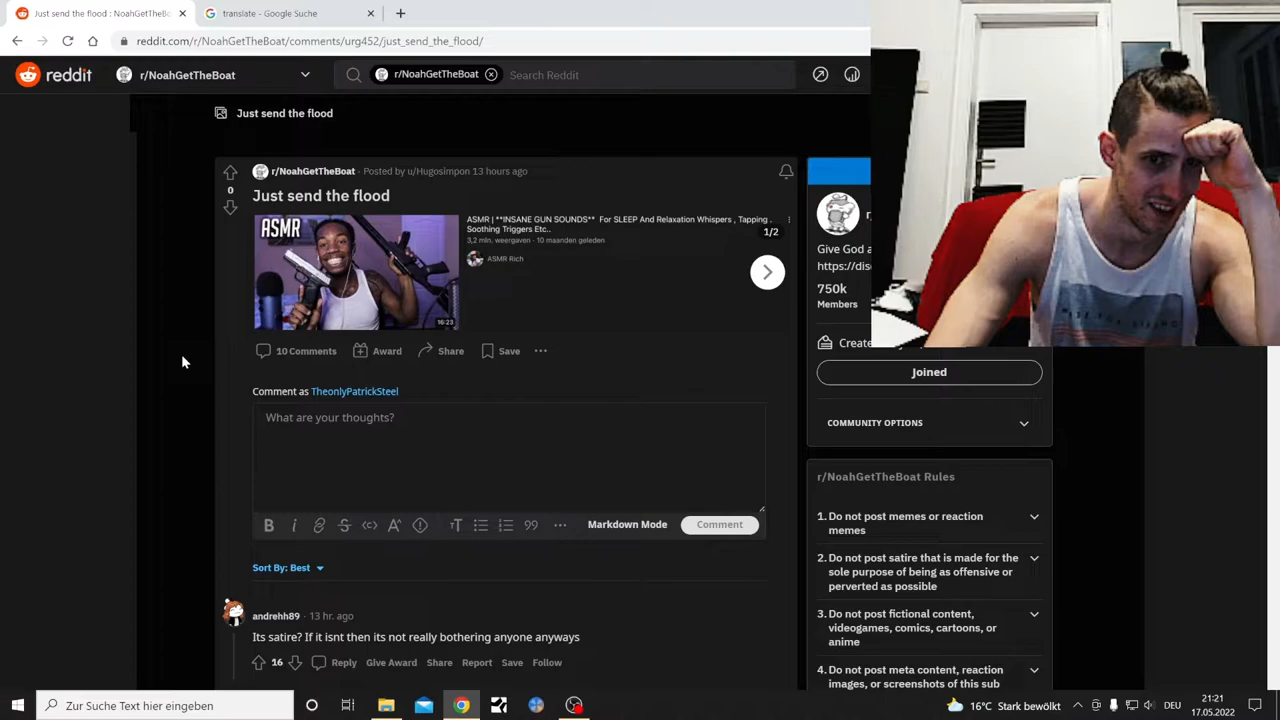 Just send the flood : NoahGetTheBo
translate - Google Suche
reddit.com/r/NoahGetTheBoat/comments/
/just_send_the_flood/
reddit
r/NoahGetTheBoat
r/NoahGetTheBoat
Search Reddit
Just send the flood
r/NoahGetTheBoat
u/Hugosimpon 13 hours ago
0
Just send the
ASMR
16:23
ASMR | **INSANE GUN SOUNDS** For SLEEP And Relaxation Whispers , Tapping ,
Soothing Triggers Etc..
3,2 mln. weergaven · 10 maanden geleden
ASMR Rich
1/2
10 Comments
Award
Share
Save
Comment as TheonlyPatrickSteel
What are your thoughts?
Markdown Mode
Comment
Sort By: Best
andrehh89 · 13 hr. ago
Its youtube? If it isnt then its not really bothering anyone anyways
16
Reply
Give Award
Share
Report
Save
Follow
Give God a
https://dis
750k
Members
Create
Joined
COMMUNITY OPTIONS
r/NoahGetTheBoat Rules
1. Do not post memes or reaction
memes
2. Do not post satire that is made for the
sole purpose of being as offensive or
perverted as possible
3. Do not post fictional content,
videogames, comics, cartoons, or
anime
4. Do not post meta content, reaction
images, or screenshots of this sub
Zur Suche Text hier eingeben
16°C Stark bewölkt
DEU
21:21
17.05.2022